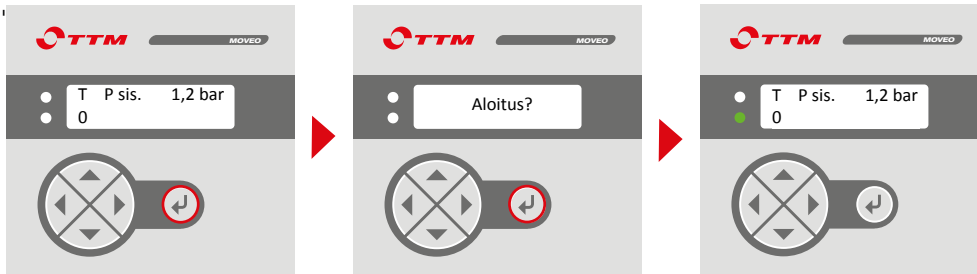 TTM MOVEO
T P sis. 1,2 bar
0
TTM MOVEO
Aloitus?
TTM MOVEO
T P sis. 1,2 bar
0